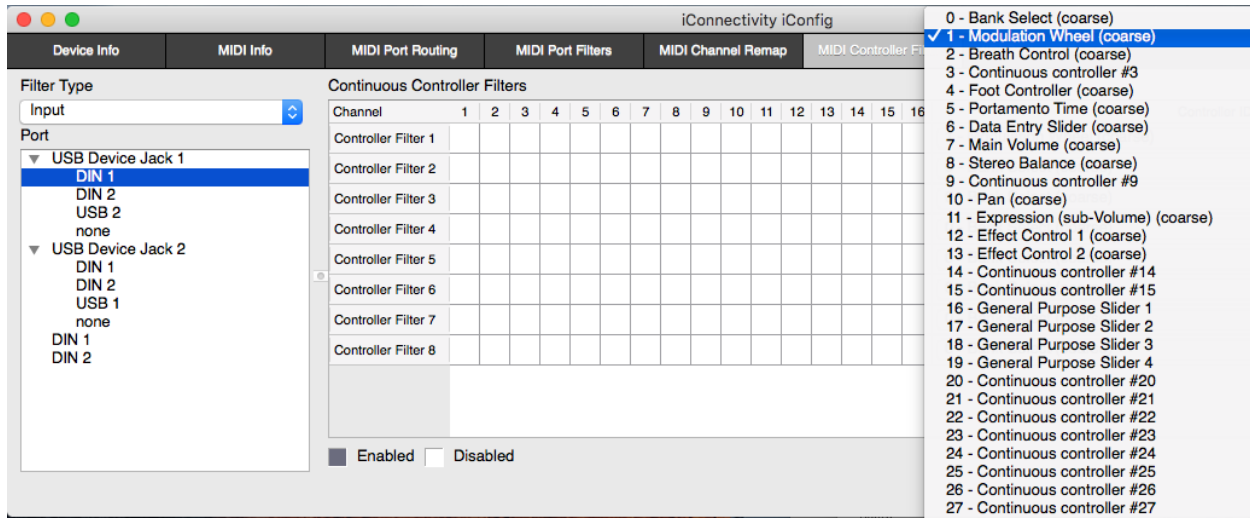 iConnectivity iConfig
Device Info MIDI Info MIDI Port Routing MIDI Port Filters MIDI Channel Remap MIDI Controller
Filter Type
Input
Port
USB Device Jack 1
DIN 1
DIN 2
USB 2
none
USB Device Jack 2
DIN 1
DIN 2
USB 1
none
DIN 1
DIN 2
Continuous Controller Filters
Channel 1 2 3 4 5 6 7 8 9 10 11 12 13 14 15 16
Controller Filter 1
Controller Filter 2
Controller Filter 3
Controller Filter 4
Controller Filter 5
Controller Filter 6
Controller Filter 7
Controller Filter 8
Enabled Disabled
0 - Bank Select (coarse)
✓ 1 - Modulation Wheel (coarse)
2 - Breath Control (coarse)
3 - Continuous controller #3
4 - Foot Controller (coarse)
5 - Portamento Time (coarse)
6 - Data Entry Slider (coarse)
7 - Main Volume (coarse)
8 - Stereo Balance (coarse)
9 - Continuous controller #9
10 - Pan (coarse)
11 - Expression (sub-Volume) (coarse)
12 - Effect Control 1 (coarse)
13 - Effect Control 2 (coarse)
14 - Continuous controller #14
15 - Continuous controller #15
16 - General Purpose Slider 1
17 - General Purpose Slider 2
18 - General Purpose Slider 3
19 - General Purpose Slider 4
20 - Continuous controller #20
21 - Continuous controller #21
22 - Continuous controller #22
23 - Continuous controller #23
24 - Continuous controller #24
25 - Continuous controller #25
26 - Continuous controller #26
27 - Continuous controller #27